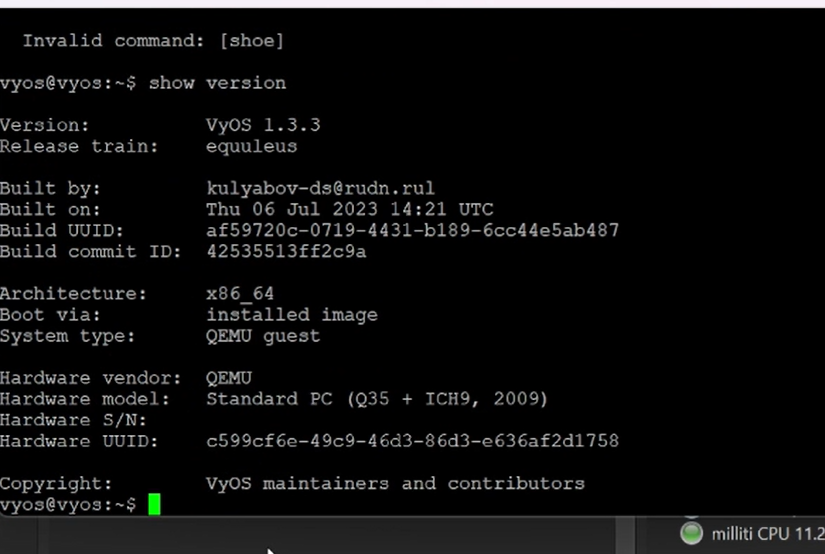 Invalid command: [shoe]
vyos@vyos:~$ show version
Version: VyOS 1.3.3
Release train: equuleus
Built by: kulyabov-ds@rudn.rul
Built on: Thu 06 Jul 2023 14:21 UTC
Build UUID: af59720c-0719-4431-b189-6cc44e5ab487
Build commit ID: 42535513ff2c9a
Architecture: x86_64
Boot via: installed image
System type: QEMU guest
Hardware vendor: QEMU
Hardware model: Standard PC (Q35 + ICH9, 2009)
Hardware S/N:
Hardware UUID: c599cf6e-49c9-46d3-86d3-e636af2d1758
Copyright: VyOS maintainers and contributors
vyos@vyos:~$
milliti CPU 11.2